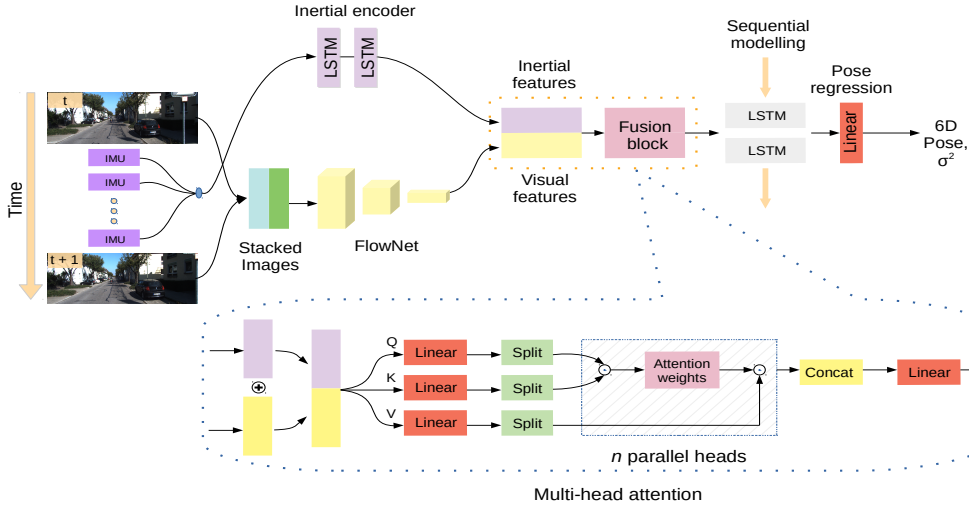 Inertial encoder
LSTM
LSTM
Sequential
modelling
Inertial
features
Pose
regression
t
IMU
IMU
IMU
t + 1
Time
Stacked
Images
FlowNet
Visual
features
Fusion
block
LSTM
LSTM
Linear
6D
Pose,
σ²
Q
K
V
Linear
Linear
Linear
Split
Split
Split
Attention
weights
Concat
Linear
n parallel heads
Multi-head attention